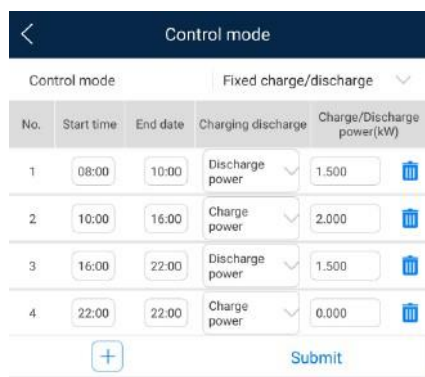 Control mode
Control mode Fixed charge/discharge
No. Start time End date Charging discharge Charge/Discharge
power(kW)
1 08:00 10:00 Discharge
power 1.500
2 10:00 16:00 Charge
power 2.000
3 16:00 22:00 Discharge
power 1.500
4 22:00 22:00 Charge
power 0.000
Submit